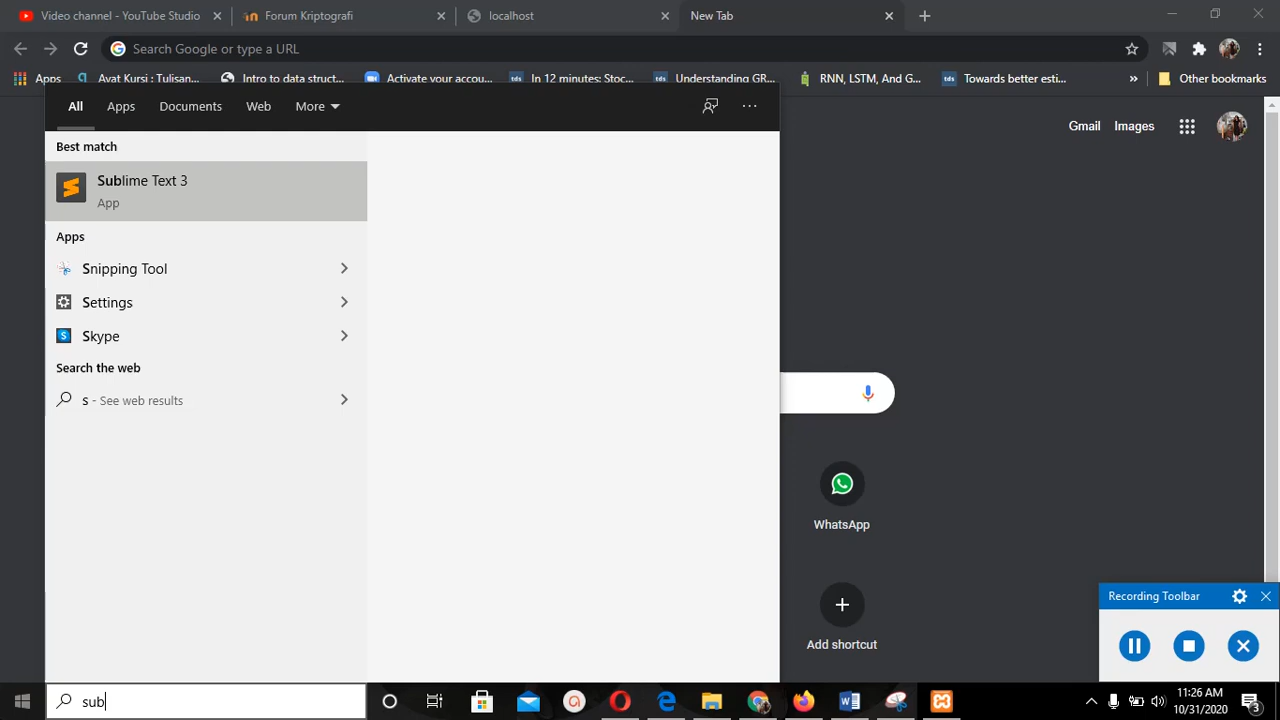 Video channel - YouTube Studio
Forum Kriptografi
localhost
New Tab
Search Google or type a URL
Apps
Ayat Kursi : Tulisan...
Intro to data struct...
Activate your accou...
In 12 minutes: Stoc...
Understanding GR...
RNN, LSTM, And G...
Towards better esti...
»
Other bookmarks
All
Apps
Documents
Web
More
Gmail
Images
Best match
Sublime Text 3
App
Apps
Snipping Tool
Settings
Skype
Search the web
s - See web results
WhatsApp
Add shortcut
Recording Toolbar
sub
11:26 AM
10/31/2020
3